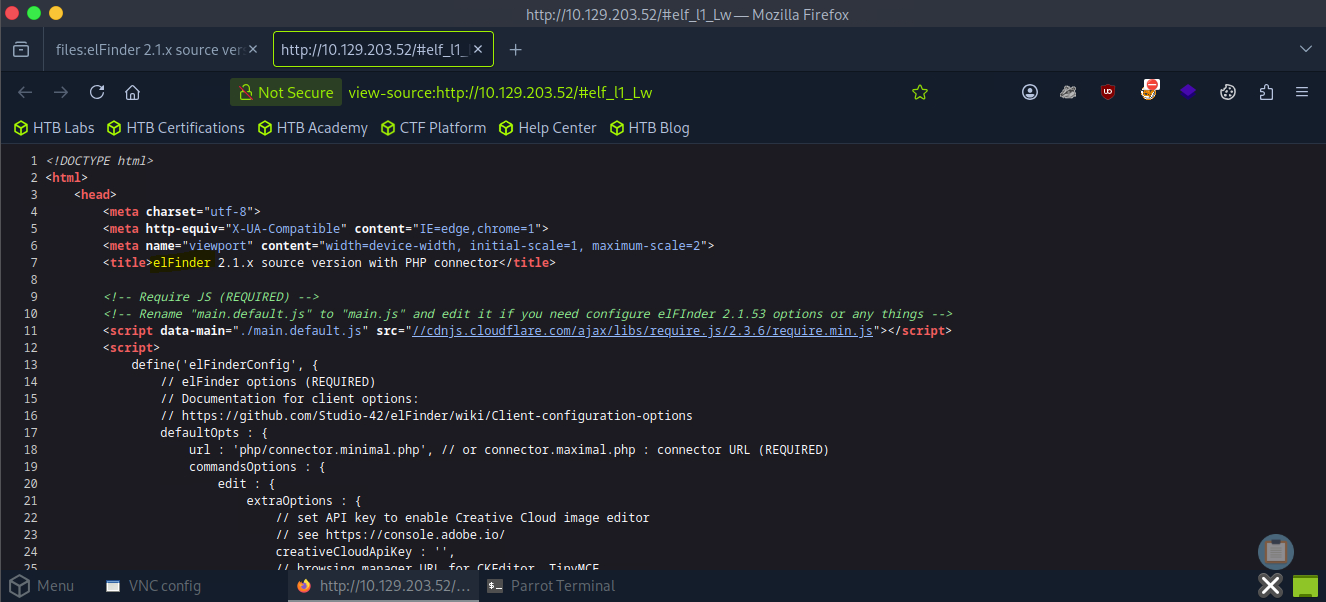 http://10.129.203.52/#elf_l1_Lw — Mozilla Firefox
files:elFinder 2.1.x source ver
http://10.129.203.52/#elf_l1_
Not Secure view-source:http://10.129.203.52/#elf_l1_Lw
HTB Labs HTB Certifications HTB Academy CTF Platform Help Center HTB Blog
1 <!DOCTYPE html>
2 <html>
3 <head>
4 <meta charset="utf-8">
5 <meta http-equiv="X-UA-Compatible" content="IE=edge,chrome=1">
6 <meta name="viewport" content="width=device-width, initial-scale=1, maximum-scale=2">
7 <title>elFinder 2.1.x source version with PHP connector</title>
8
9 <!-- Require JS (REQUIRED) -->
10 <!-- Rename "main.default.js" to "main.js" and edit it if you need configure elFInder 2.1.53 options or any things -->
11 <script data-main="./main.default.js" src="//cdnjs.cloudflare.com/ajax/libs/require.js/2.3.6/require.min.js"></script>
12 <script>
13 define('elFinderConfig', {
14 // elFinder options (REQUIRED)
15 // Documentation for client options:
16 // https://github.com/Studio-42/elFinder/wiki/Client-configuration-options
17 defaultOpts : {
18 url : 'php/connector.minimal.php', // or connector.maximal.php : connector URL (REQUIRED)
19 commandsOptions : {
20 edit : {
21 extraOptions : {
22 // set API key to enable Creative Cloud image editor
23 // see https://console.adobe.io/
24 creativeCloudApiKey : '',
25 // browsing manager URL for CKEditor, TinyMCE
Menu VNC config http://10.129.203.52/... Parrot Terminal